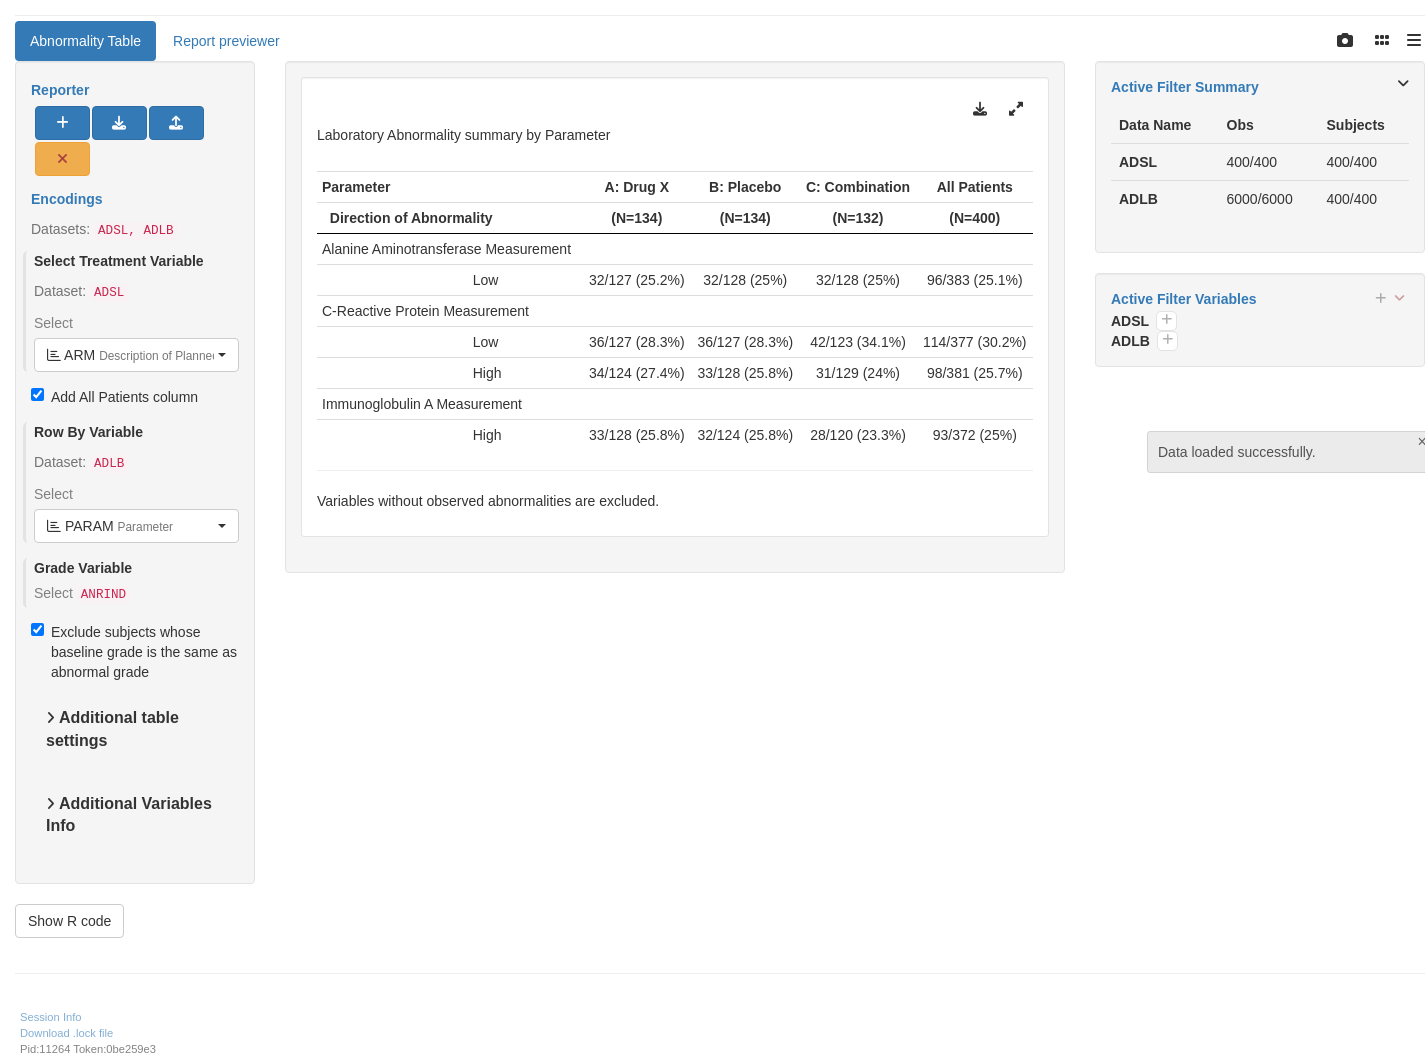 Abnormality Table
Report previewer
Reporter
Encodings
Datasets: ADSL, ADLB
Select Treatment Variable
Dataset: ADSL
Select
ARM Description of Planned
Add All Patients column
Row By Variable
Dataset: ADLB
Select
PARAM Parameter
Grade Variable
Select ANRIND
Exclude subjects whose
baseline grade is the same as
abnormal grade
Additional table
settings
Additional Variables
Info
Show R code
Laboratory Abnormality summary by Parameter
Parameter A: Drug X B: Placebo C: Combination All Patients
Direction of Abnormality (N=134) (N=134) (N=132) (N=400)
Alanine Aminotransferase Measurement
Low 32/127 (25.2%) 32/128 (25%) 32/128 (25%) 96/383 (25.1%)
C-Reactive Protein Measurement
Low 36/127 (28.3%) 36/127 (28.3%) 42/123 (34.1%) 114/377 (30.2%)
High 34/124 (27.4%) 33/128 (25.8%) 31/129 (24%) 98/381 (25.7%)
Immunoglobulin A Measurement
High 33/128 (25.8%) 32/124 (25.8%) 28/120 (23.3%) 93/372 (25%)
Variables without observed abnormalities are excluded.
Active Filter Summary
Data Name Obs Subjects
ADSL 400/400 400/400
ADLB 6000/6000 400/400
Active Filter Variables
ADSL
ADLB
Data loaded successfully.
Session Info
Download .lock file
Pid:11264 Token:0be259e3